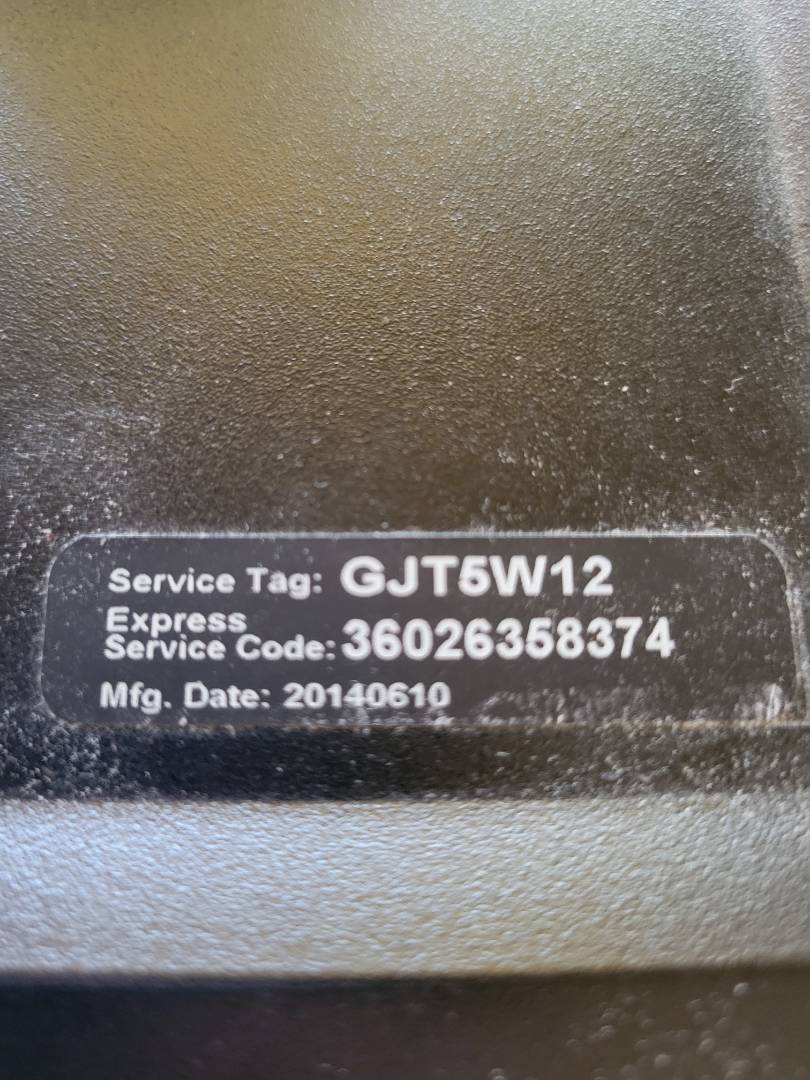 Service Tag: GJT5W12
Express
Service Code: 36026358374
Mfg. Date: 20140610